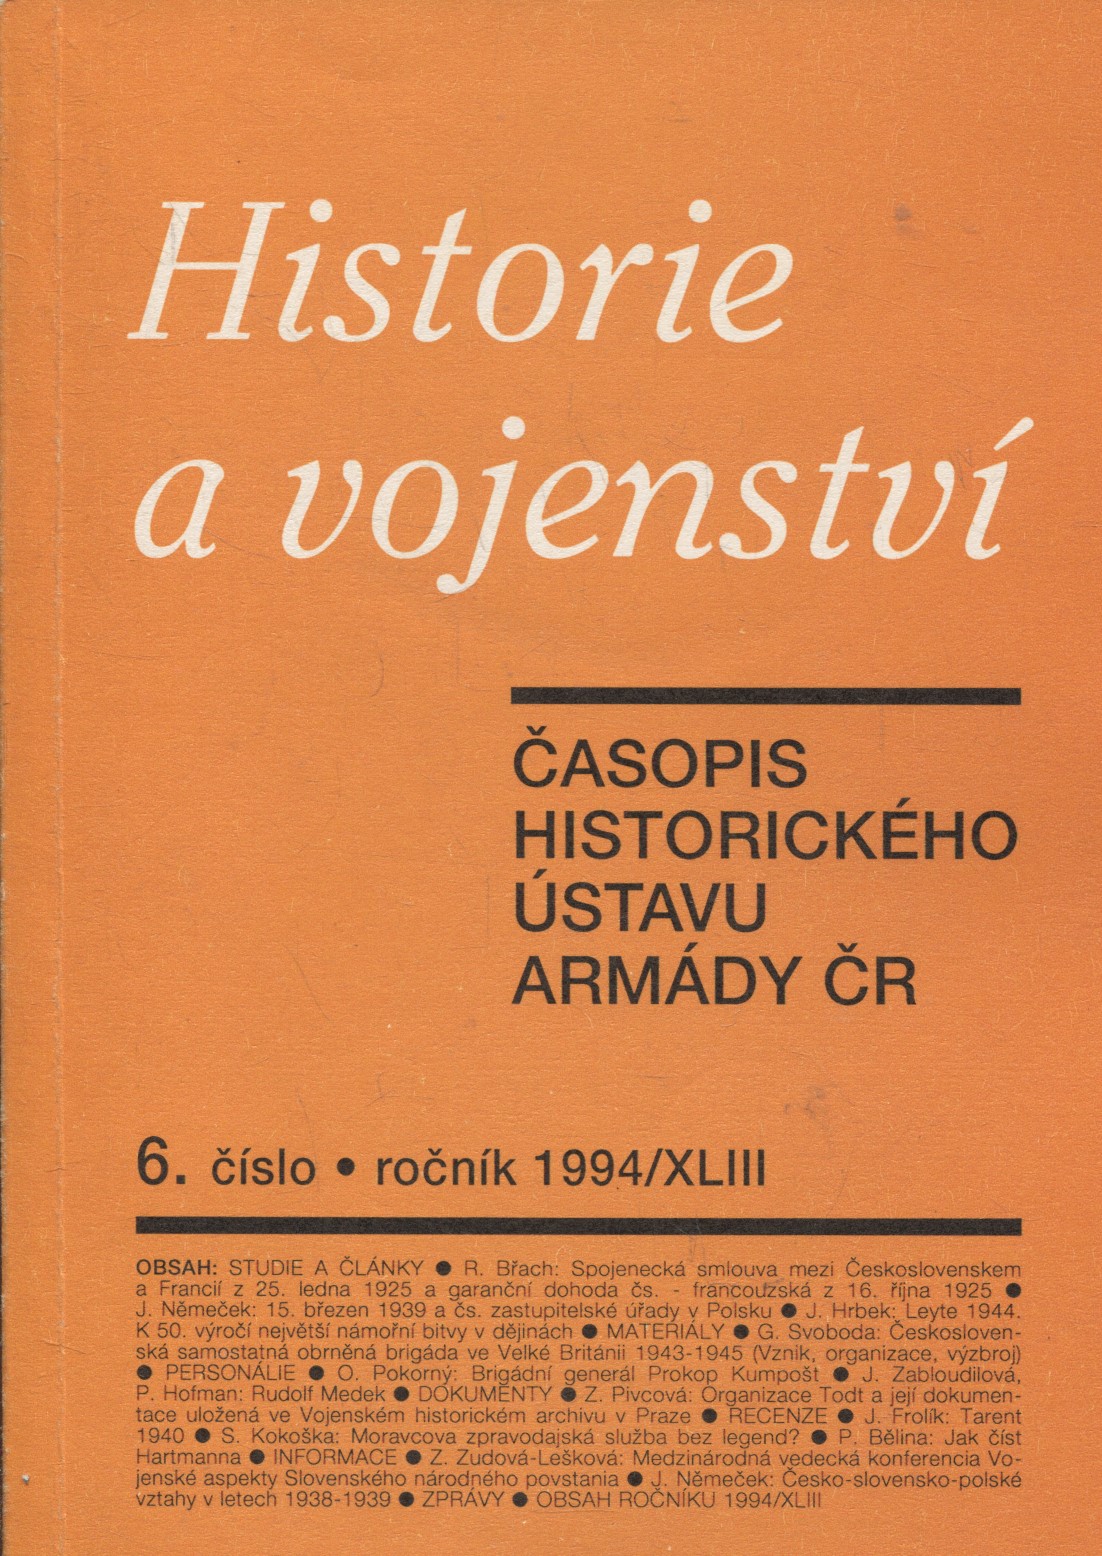 Historie
a vojenství
ČASOPIS
HISTORICKÉHO
ÚSTAVU
ARMÁDY ČR
6. číslo • ročník 1994/XLIII
OBSAH: STUDIE A ČLÁNKY ● R. Břach: Spojenecká smlouva mezi Československem
a Francií z 25. ledna 1925 a garanční dohoda čs. - francouzská z 16. října 1925 ●
J. Němeček: 15. březen 1939 a čs. zastupitelské úřady v Polsku ● J. Hrbek: Leyte 1944.
K 50. výročí největší námořní bitvy v dějinách ● MATERIÁLY ● G. Svoboda: Českosloven-
ská samostatná obrněná brigáda ve Velké Británii 1943-1945 (Vznik, organizace, výzbroj)
● PERSONÁLIE ● O. Pokorný: Brigádní generál Prokop Kumpošt ● J. Zabloudilová,
P. Hofman: Rudolf Medek ● DOKUMENTY ● Z. Pivcová: Organizace Todt a její dokumen-
tace uložená ve Vojenském historickém archivu v Praze ● RECENZE ● J. Frolík: Tarent
1940 ● S. Kokoška: Moravcova zpravodajská služba bez legend? ● P. Bělina: Jak číst
Hartmanna ● INFORMACE ● Z. Zudová-Lešková: Medzinárodná vedecká konferencia Vo-
jenské aspekty Slovenského národného povstania ● J. Němeček: Česko-slovensko-polské
vztahy v letech 1938-1939 ● ZPRÁVY ● OBSAH ROČNÍKU 1994/XLIII